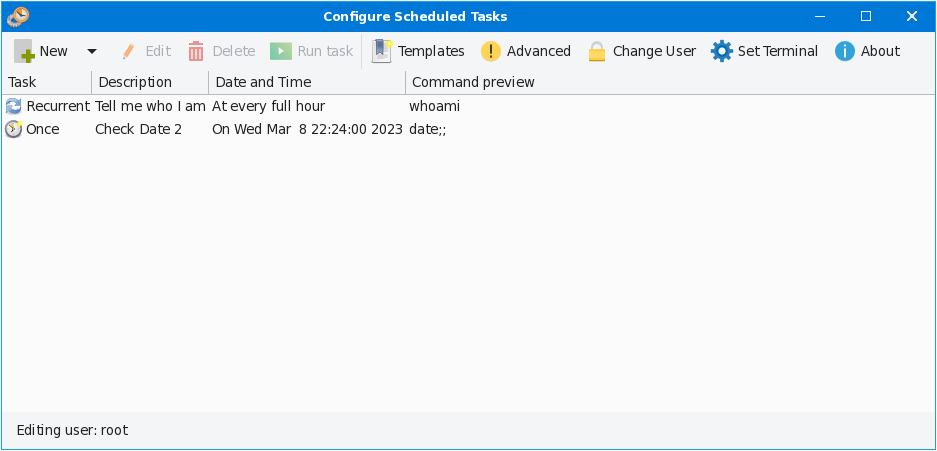 Configure Scheduled Tasks
New Edit Delete Run task Templates Advanced Change User Set Terminal About
Task Description Date and Time Command preview
Recurrent Tell me who I am At every full hour whoami
Once Check Date 2 On Wed Mar  8 22:24:00 2023 date;;
Editing user: root